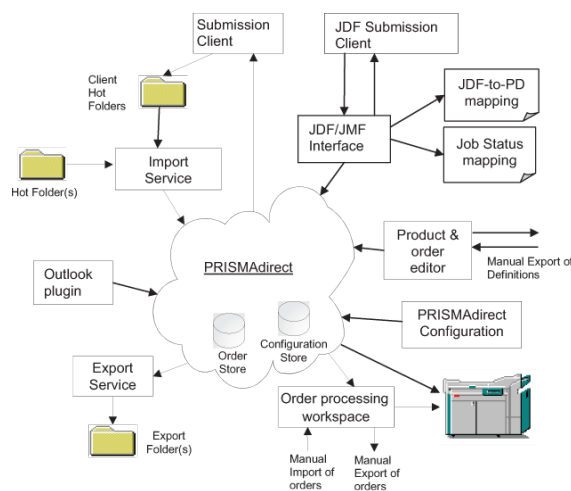 Submission
Client
JDF Submission
Client
Client
Hot
Folders
JDF-to-PD
mapping
JDF/JMF
Interface
Job Status
mapping
Import
Service
Hot Folder(s)
PRISMAdirect
Product &
order
editor
Manual Export of
Definitions
Outlook
plugin
PRISMAdirect
Configuration
Order
Store
Configuration
Store
Export
Service
Order processing
workspace
Export
Folder(s)
Manual
Import of
orders
Manual
Export of
orders